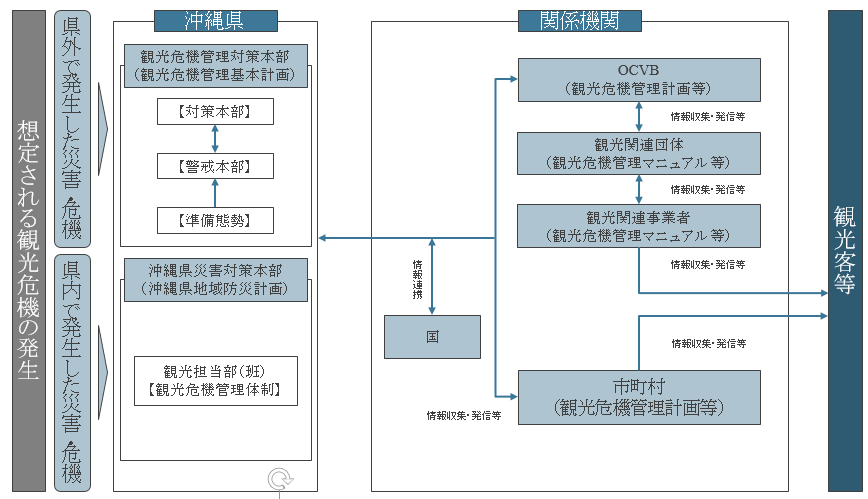 想定される観光危機の発生
県外で発生した災害・危機
県内で発生した災害・危機
沖縄県
観光危機管理対策本部
（観光危機管理基本計画）
【対策本部】
【警戒本部】
【準備態勢】
沖縄県災害対策本部
（沖縄県地域防災計画）
観光担当部(班)
【観光危機管理体制】
関係機関
OCVB
（観光危機管理計画等）
情報収集・発信等
観光関連団体
（観光危機管理マニュアル等）
情報収集・発信等
観光関連事業者
（観光危機管理マニュアル等）
情報収集・発信等
情報連携
国
情報収集・発信等
市町村
（観光危機管理計画等）
情報収集・発信等
観光客等